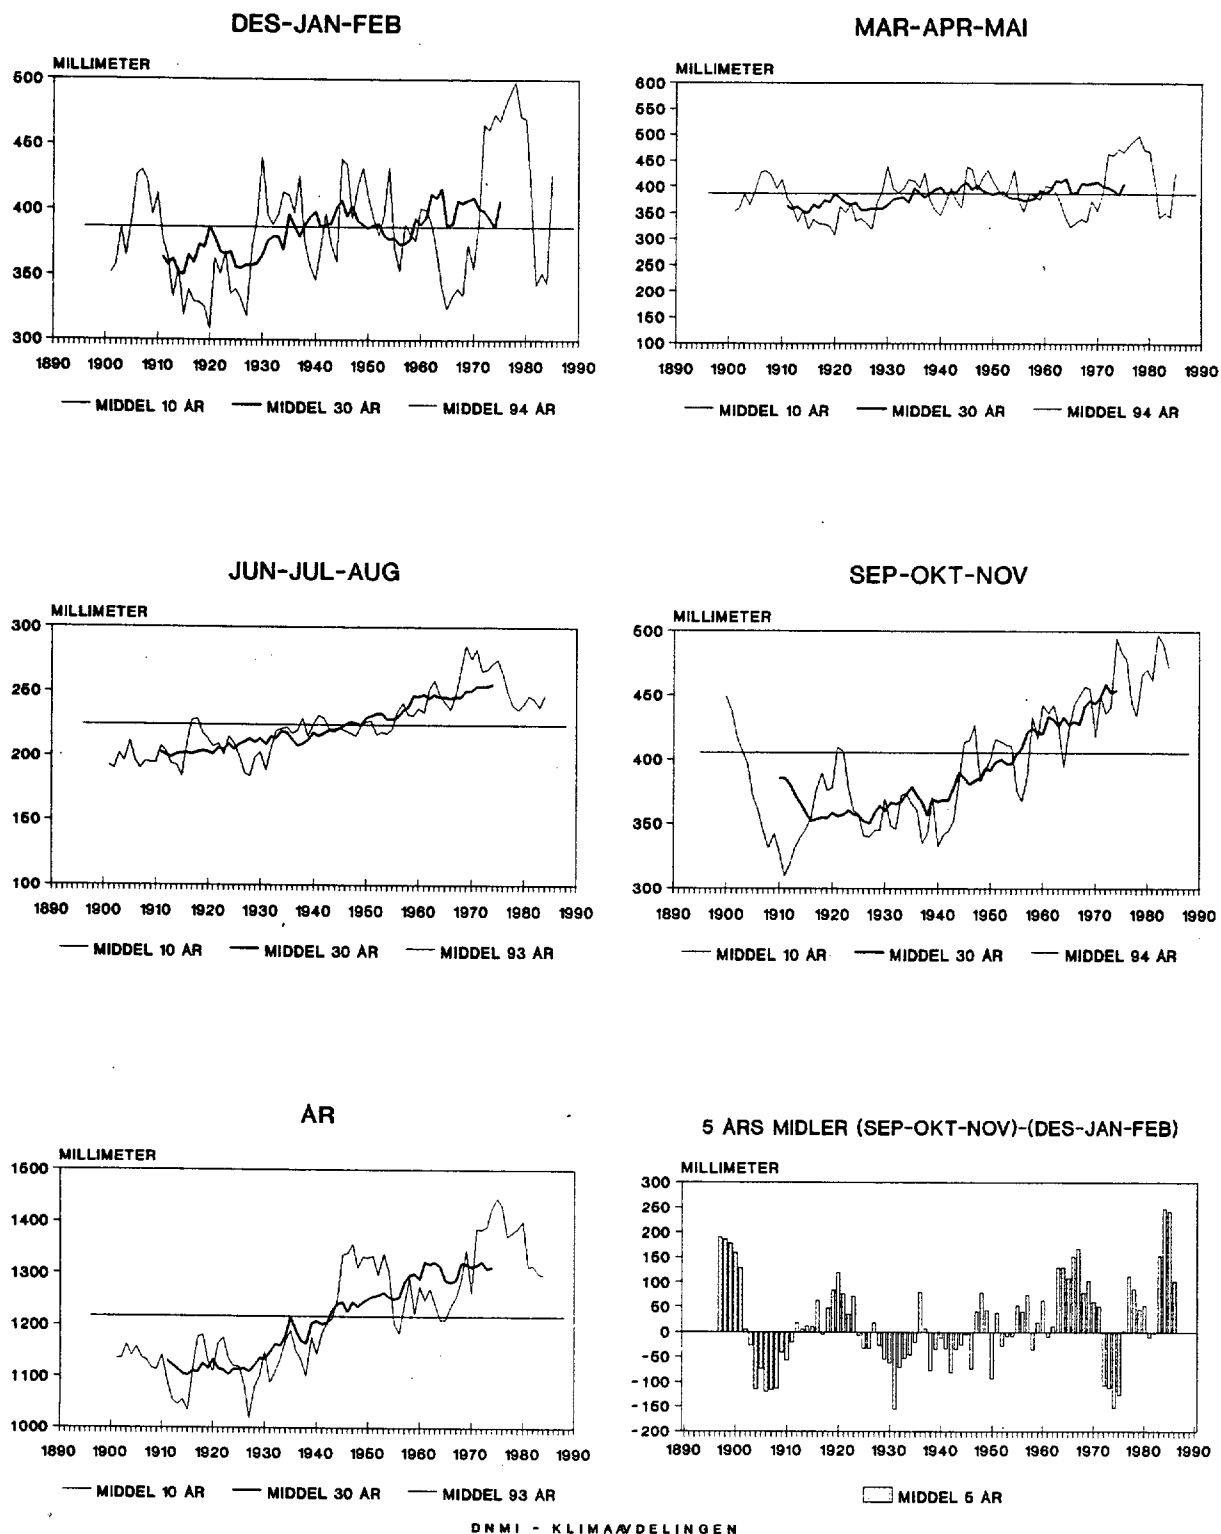 DES-JAN-FEB
MILLIMETER
500
450
400
350
300
1890 1900 1910 1920 1930 1940 1950 1960 1970 1980 1990
MIDDEL 10 ÅR MIDDEL 30 ÅR MIDDEL 94 ÅR
MAR-APR-MAI
MILLIMETER
600
550
500
450
400
350
300
250
200
150
100
1890 1900 1910 1920 1930 1940 1950 1960 1970 1980 1990
MIDDEL 10 ÅR MIDDEL 30 ÅR MIDDEL 94 ÅR
JUN-JUL-AUG
MILLIMETER
300
250
200
150
100
1890 1900 1910 1920 1930 1940 1950 1960 1970 1980 1990
MIDDEL 10 ÅR MIDDEL 30 ÅR MIDDEL 93 ÅR
SEP-OKT-NOV
MILLIMETER
500
450
400
350
300
1890 1900 1910 1920 1930 1940 1950 1960 1970 1980 1990
MIDDEL 10 ÅR MIDDEL 30 ÅR MIDDEL 94 ÅR
ÅR
MILLIMETER
1500
1400
1300
1200
1100
1000
1890 1900 1910 1920 1930 1940 1950 1960 1970 1980 1990
MIDDEL 10 ÅR MIDDEL 30 ÅR MIDDEL 93 ÅR
5 ÅRS MIDLER (SEP-OKT-NOV)-(DES-JAN-FEB)
MILLIMETER
300
250
200
150
100
50
0
-50
-100
-150
-200
1890 1900 1910 1920 1930 1940 1950 1960 1970 1980 1990
MIDDEL 5 ÅR
DNMI - KLIMAAVDELINGEN